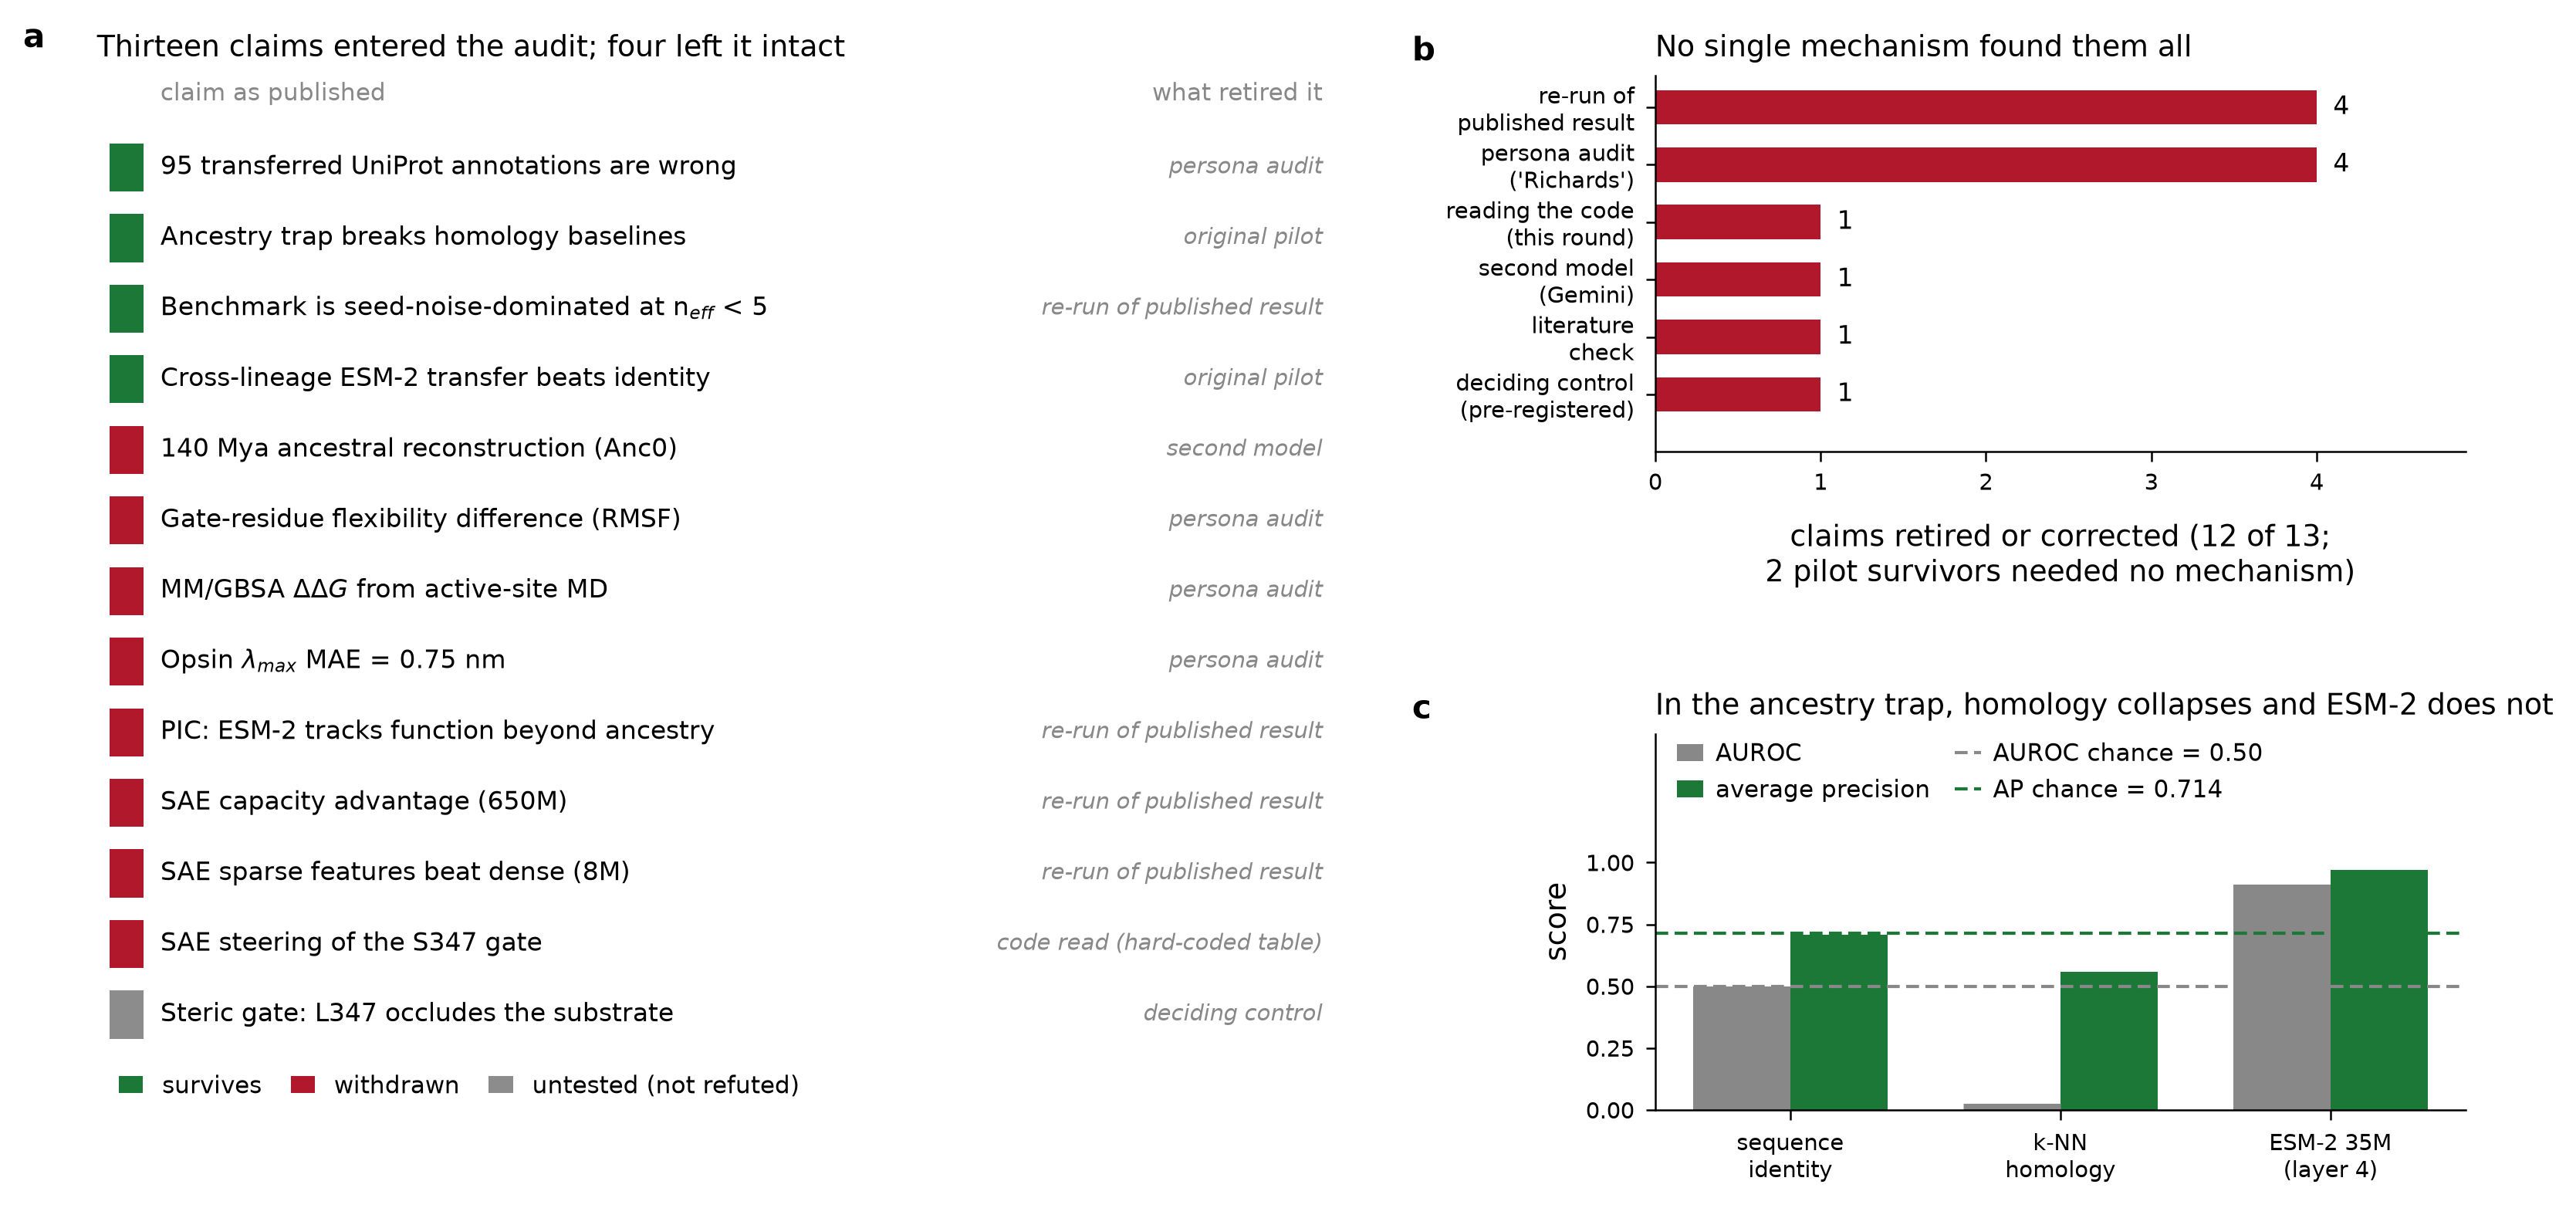 a
Thirteen claims entered the audit; four left it intact
claim as published
what retired it
95 transferred UniProt annotations are wrong
persona audit
Ancestry trap breaks homology baselines
original pilot
Benchmark is seed-noise-dominated at n_eff < 5
re-run of published result
Cross-lineage ESM-2 transfer beats identity
original pilot
140 Mya ancestral reconstruction (Anc0)
second model
Gate-residue flexibility difference (RMSF)
persona audit
MM/GBSA ΔΔG from active-site MD
persona audit
Opsin λ_max MAE = 0.75 nm
persona audit
PIC: ESM-2 tracks function beyond ancestry
re-run of published result
SAE capacity advantage (650M)
re-run of published result
SAE sparse features beat dense (8M)
re-run of published result
SAE steering of the S347 gate
code read (hard-coded table)
Steric gate: L347 occludes the substrate
deciding control
survives
withdrawn
untested (not refuted)
b
No single mechanism found them all
re-run of
published result
4
persona audit
('Richards')
4
reading the code
(this round)
1
second model
(Gemini)
1
literature
check
1
deciding control
(pre-registered)
1
0 1 2 3 4
claims retired or corrected (12 of 13;
2 pilot survivors needed no mechanism)
c
In the ancestry trap, homology collapses and ESM-2 does not
AUROC
average precision
AUROC chance = 0.50
AP chance = 0.714
score
1.00
0.75
0.50
0.25
0.00
sequence
identity
k-NN
homology
ESM-2 35M
(layer 4)